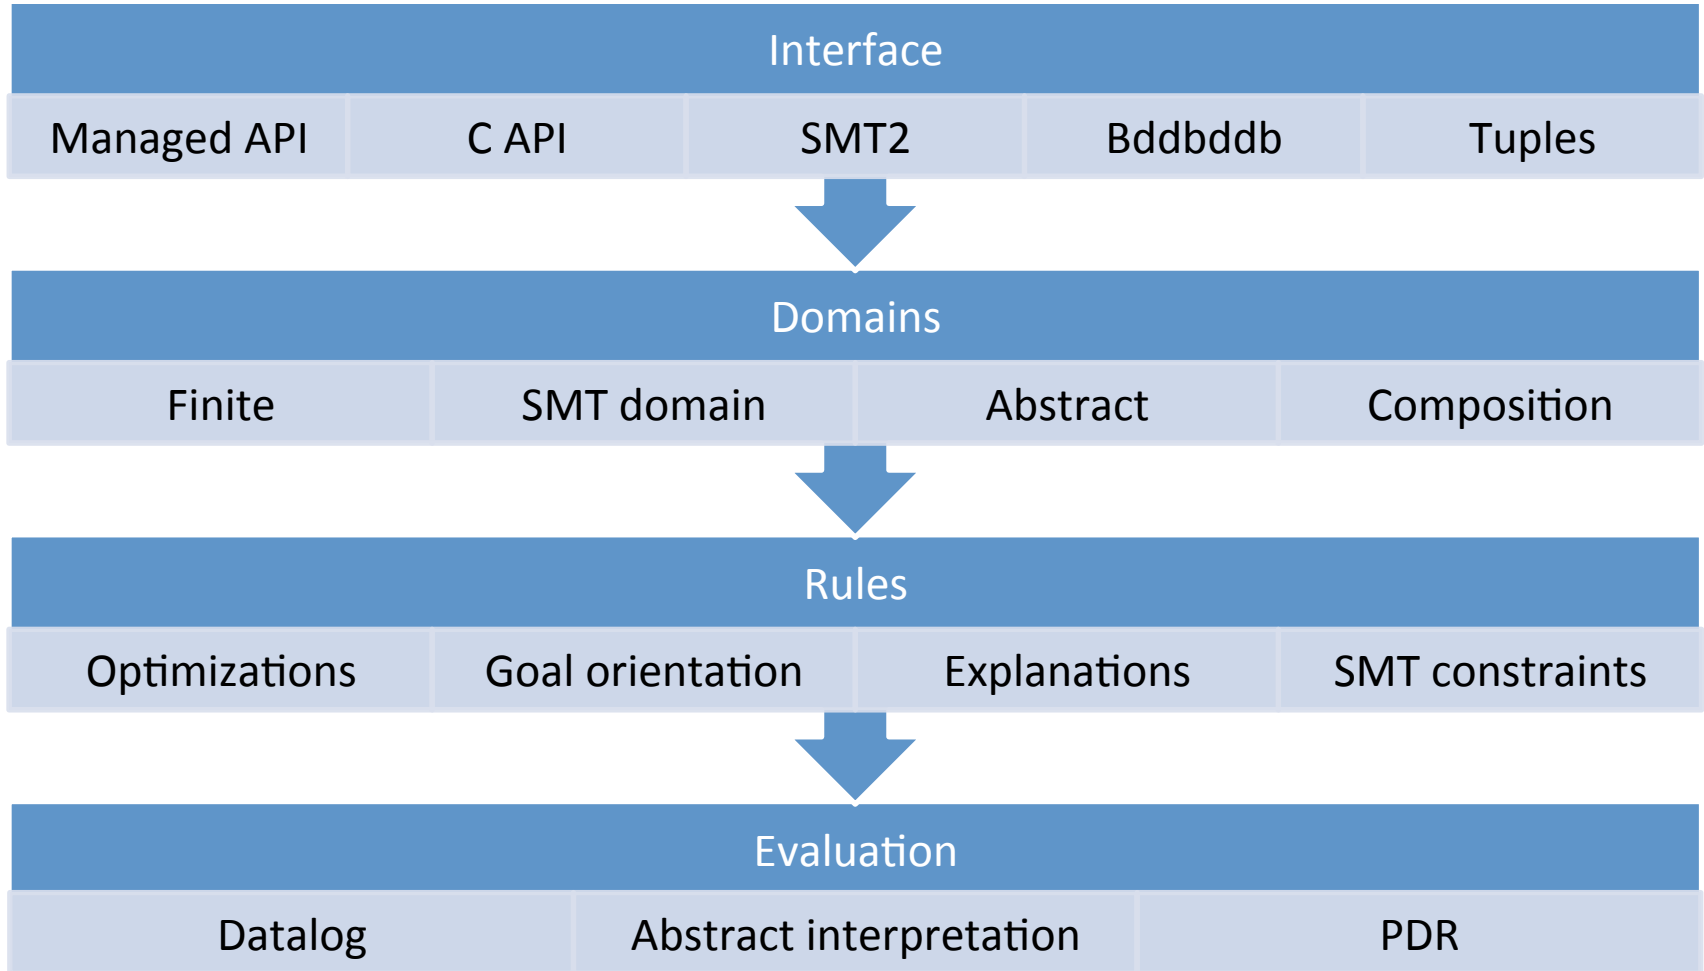 Interface
Managed API C API SMT2 Bddbddb Tuples
Domains
Finite SMT domain Abstract Composition
Rules
Optimizations Goal orientation Explanations SMT constraints
Evaluation
Datalog Abstract interpretation PDR